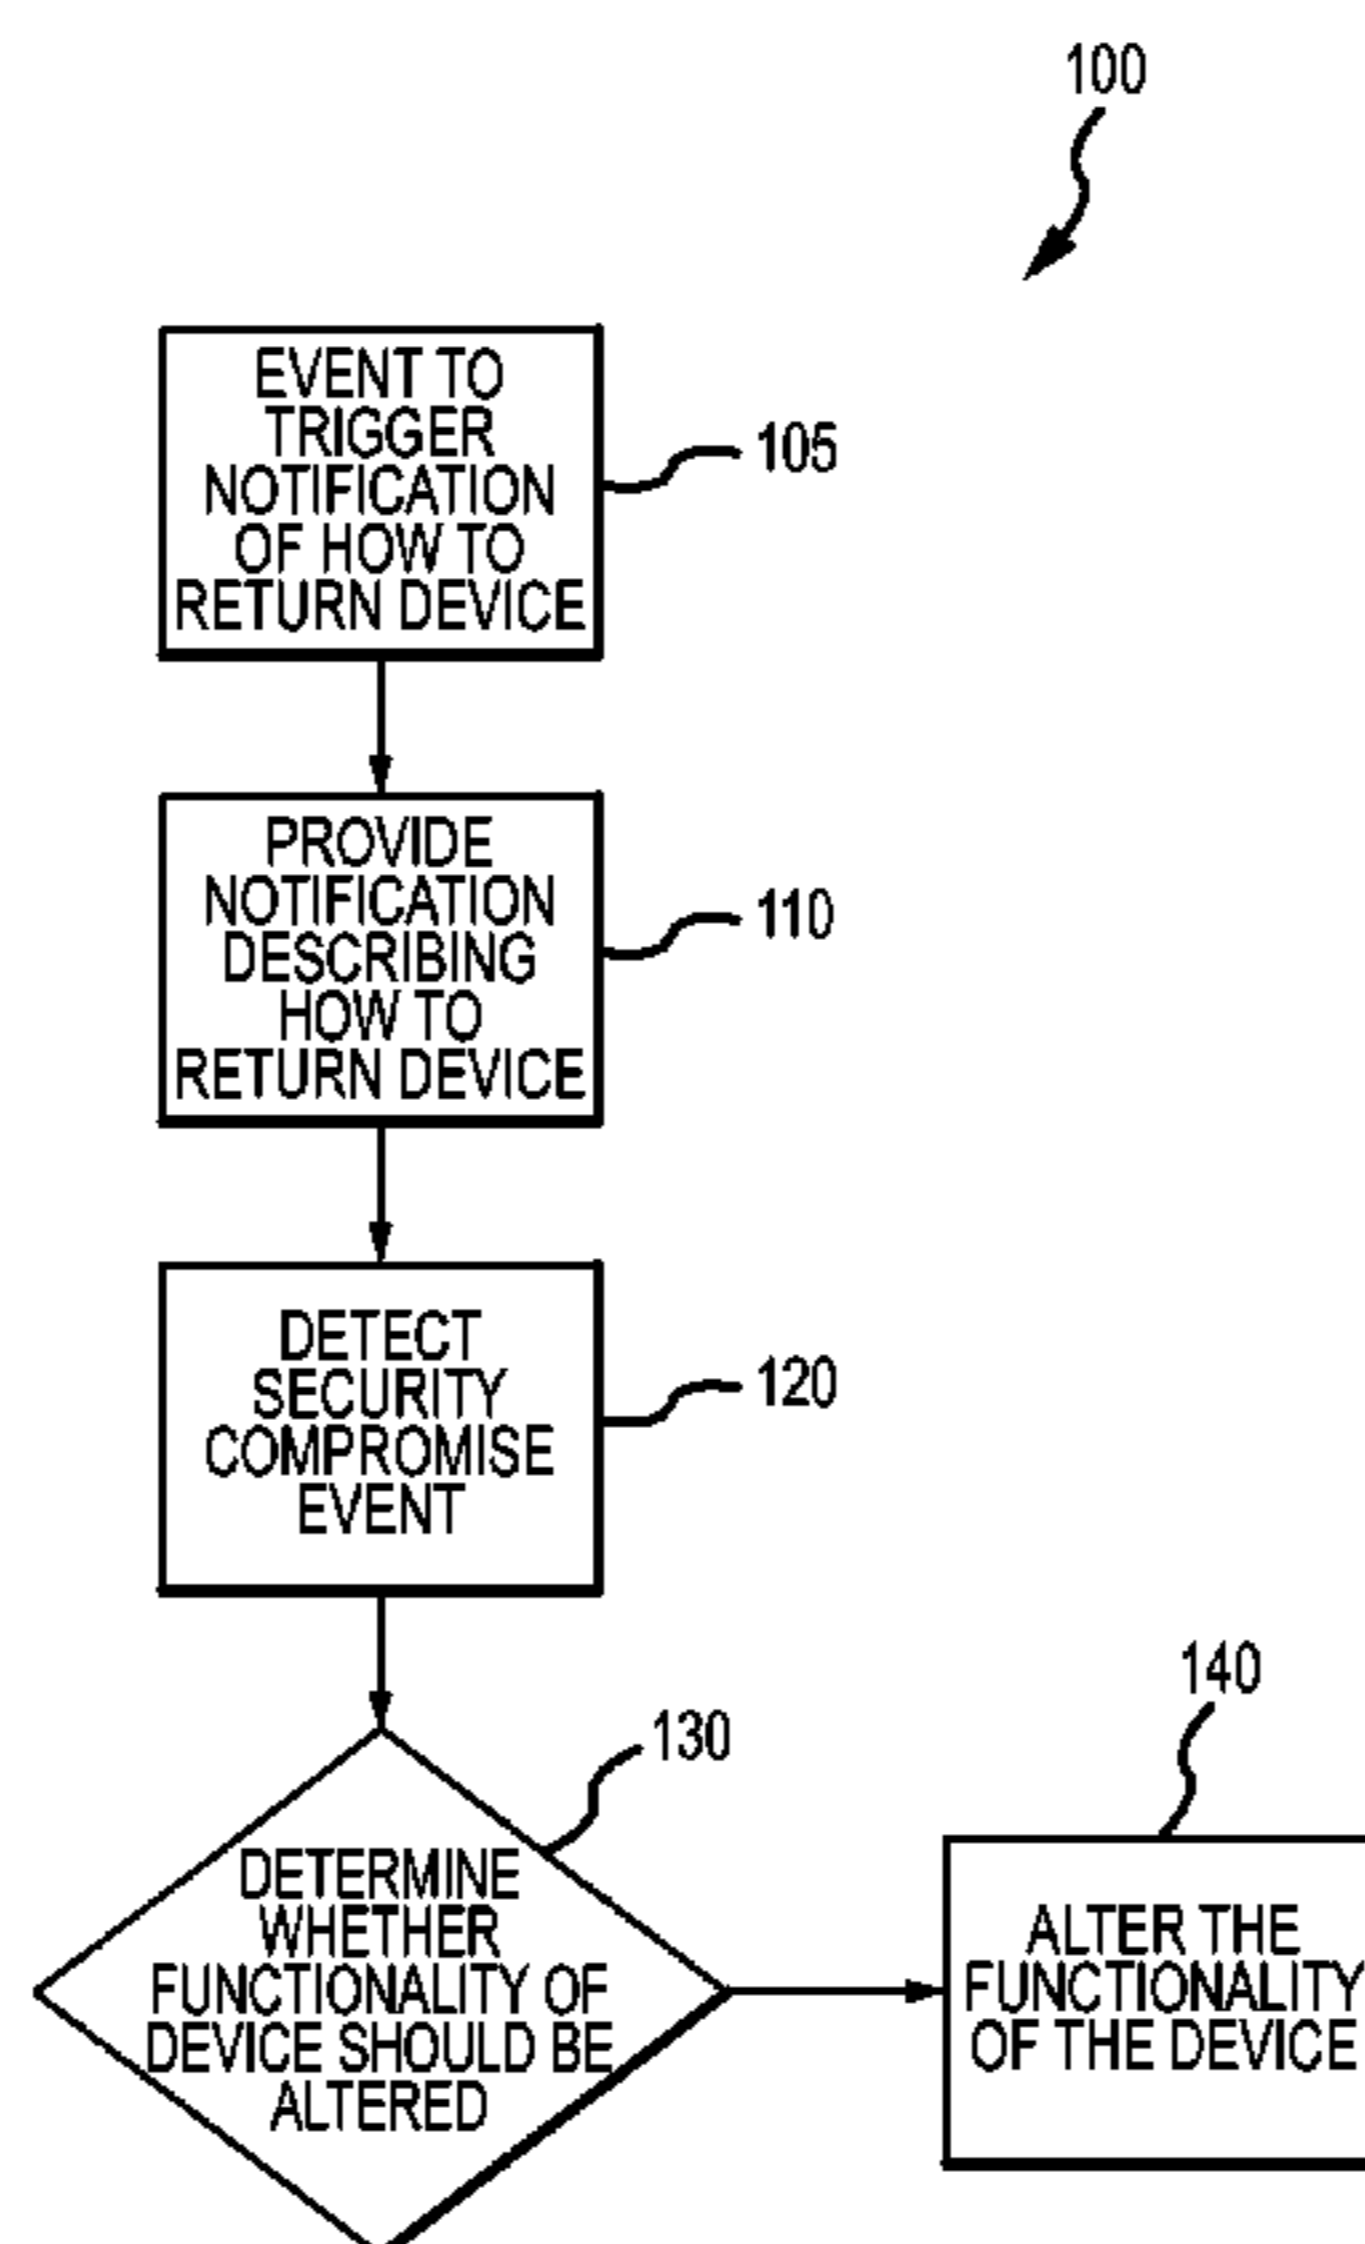 100
EVENT TO
TRIGGER
NOTIFICATION
OF HOW TO
RETURN DEVICE
105
PROVIDE
NOTIFICATION
DESCRIBING
HOW TO
RETURN DEVICE
110
DETECT
SECURITY
COMPROMISE
EVENT
120
130
DETERMINE
WHETHER
FUNCTIONALITY OF
DEVICE SHOULD BE
ALTERED
140
ALTER THE
FUNCTIONALITY
OF THE DEVICE